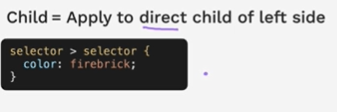 Child = Apply to direct child of left side
selector > selector {
  color: firebrick;
}